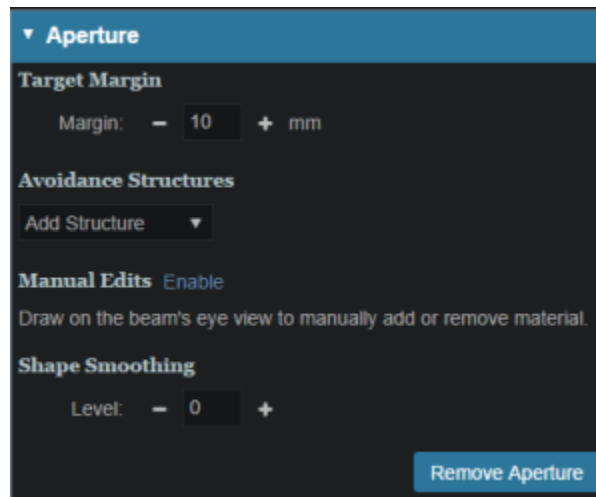 Aperture
Target Margin
Margin: − 10 + mm
Avoidance Structures
Add Structure
Manual Edits Enable
Draw on the beam's eye view to manually add or remove material.
Shape Smoothing
Level: − 0 +
Remove Aperture